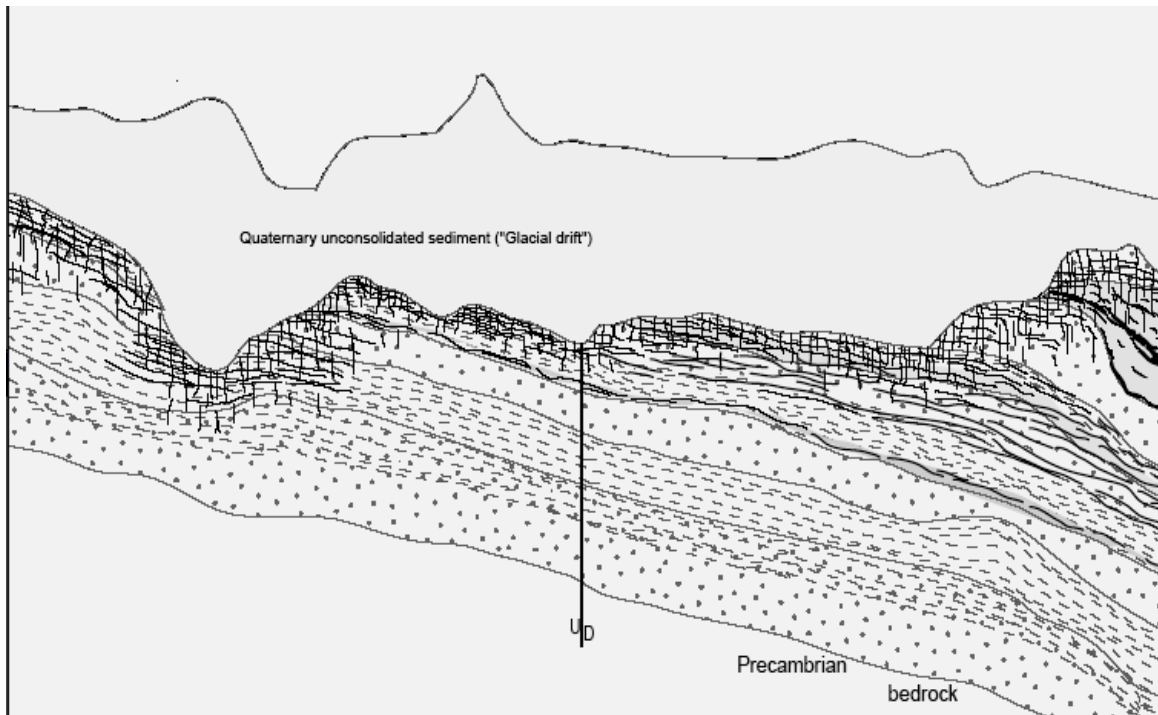 Quaternary unconsolidated sediment ("Glacial drift")
U D
Precambrian
bedrock